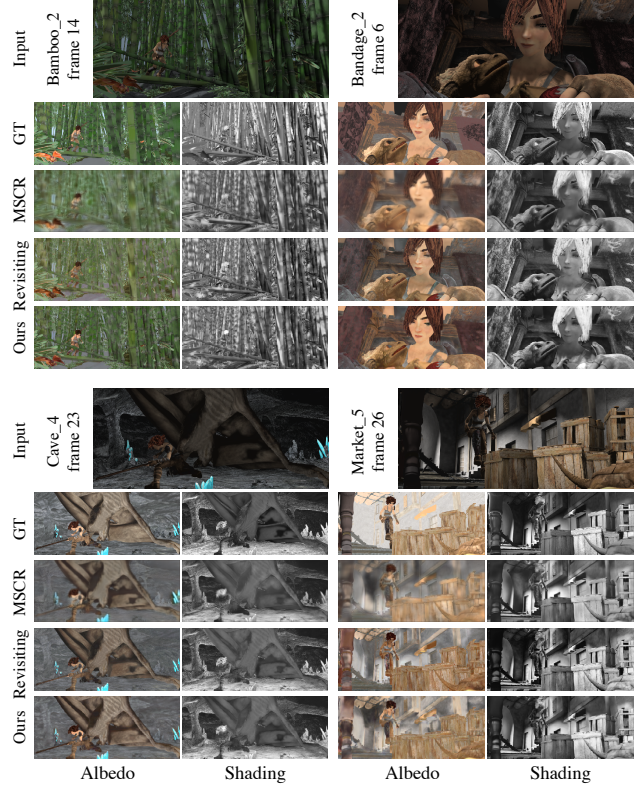 Input
Bamboo_2
frame 14
Bandage_2
frame 6
GT
MSCR
Revisiting
Ours
Input
Cave_4
frame 23
Market_5
frame 26
GT
MSCR
Revisiting
Ours
Albedo
Shading
Albedo
Shading